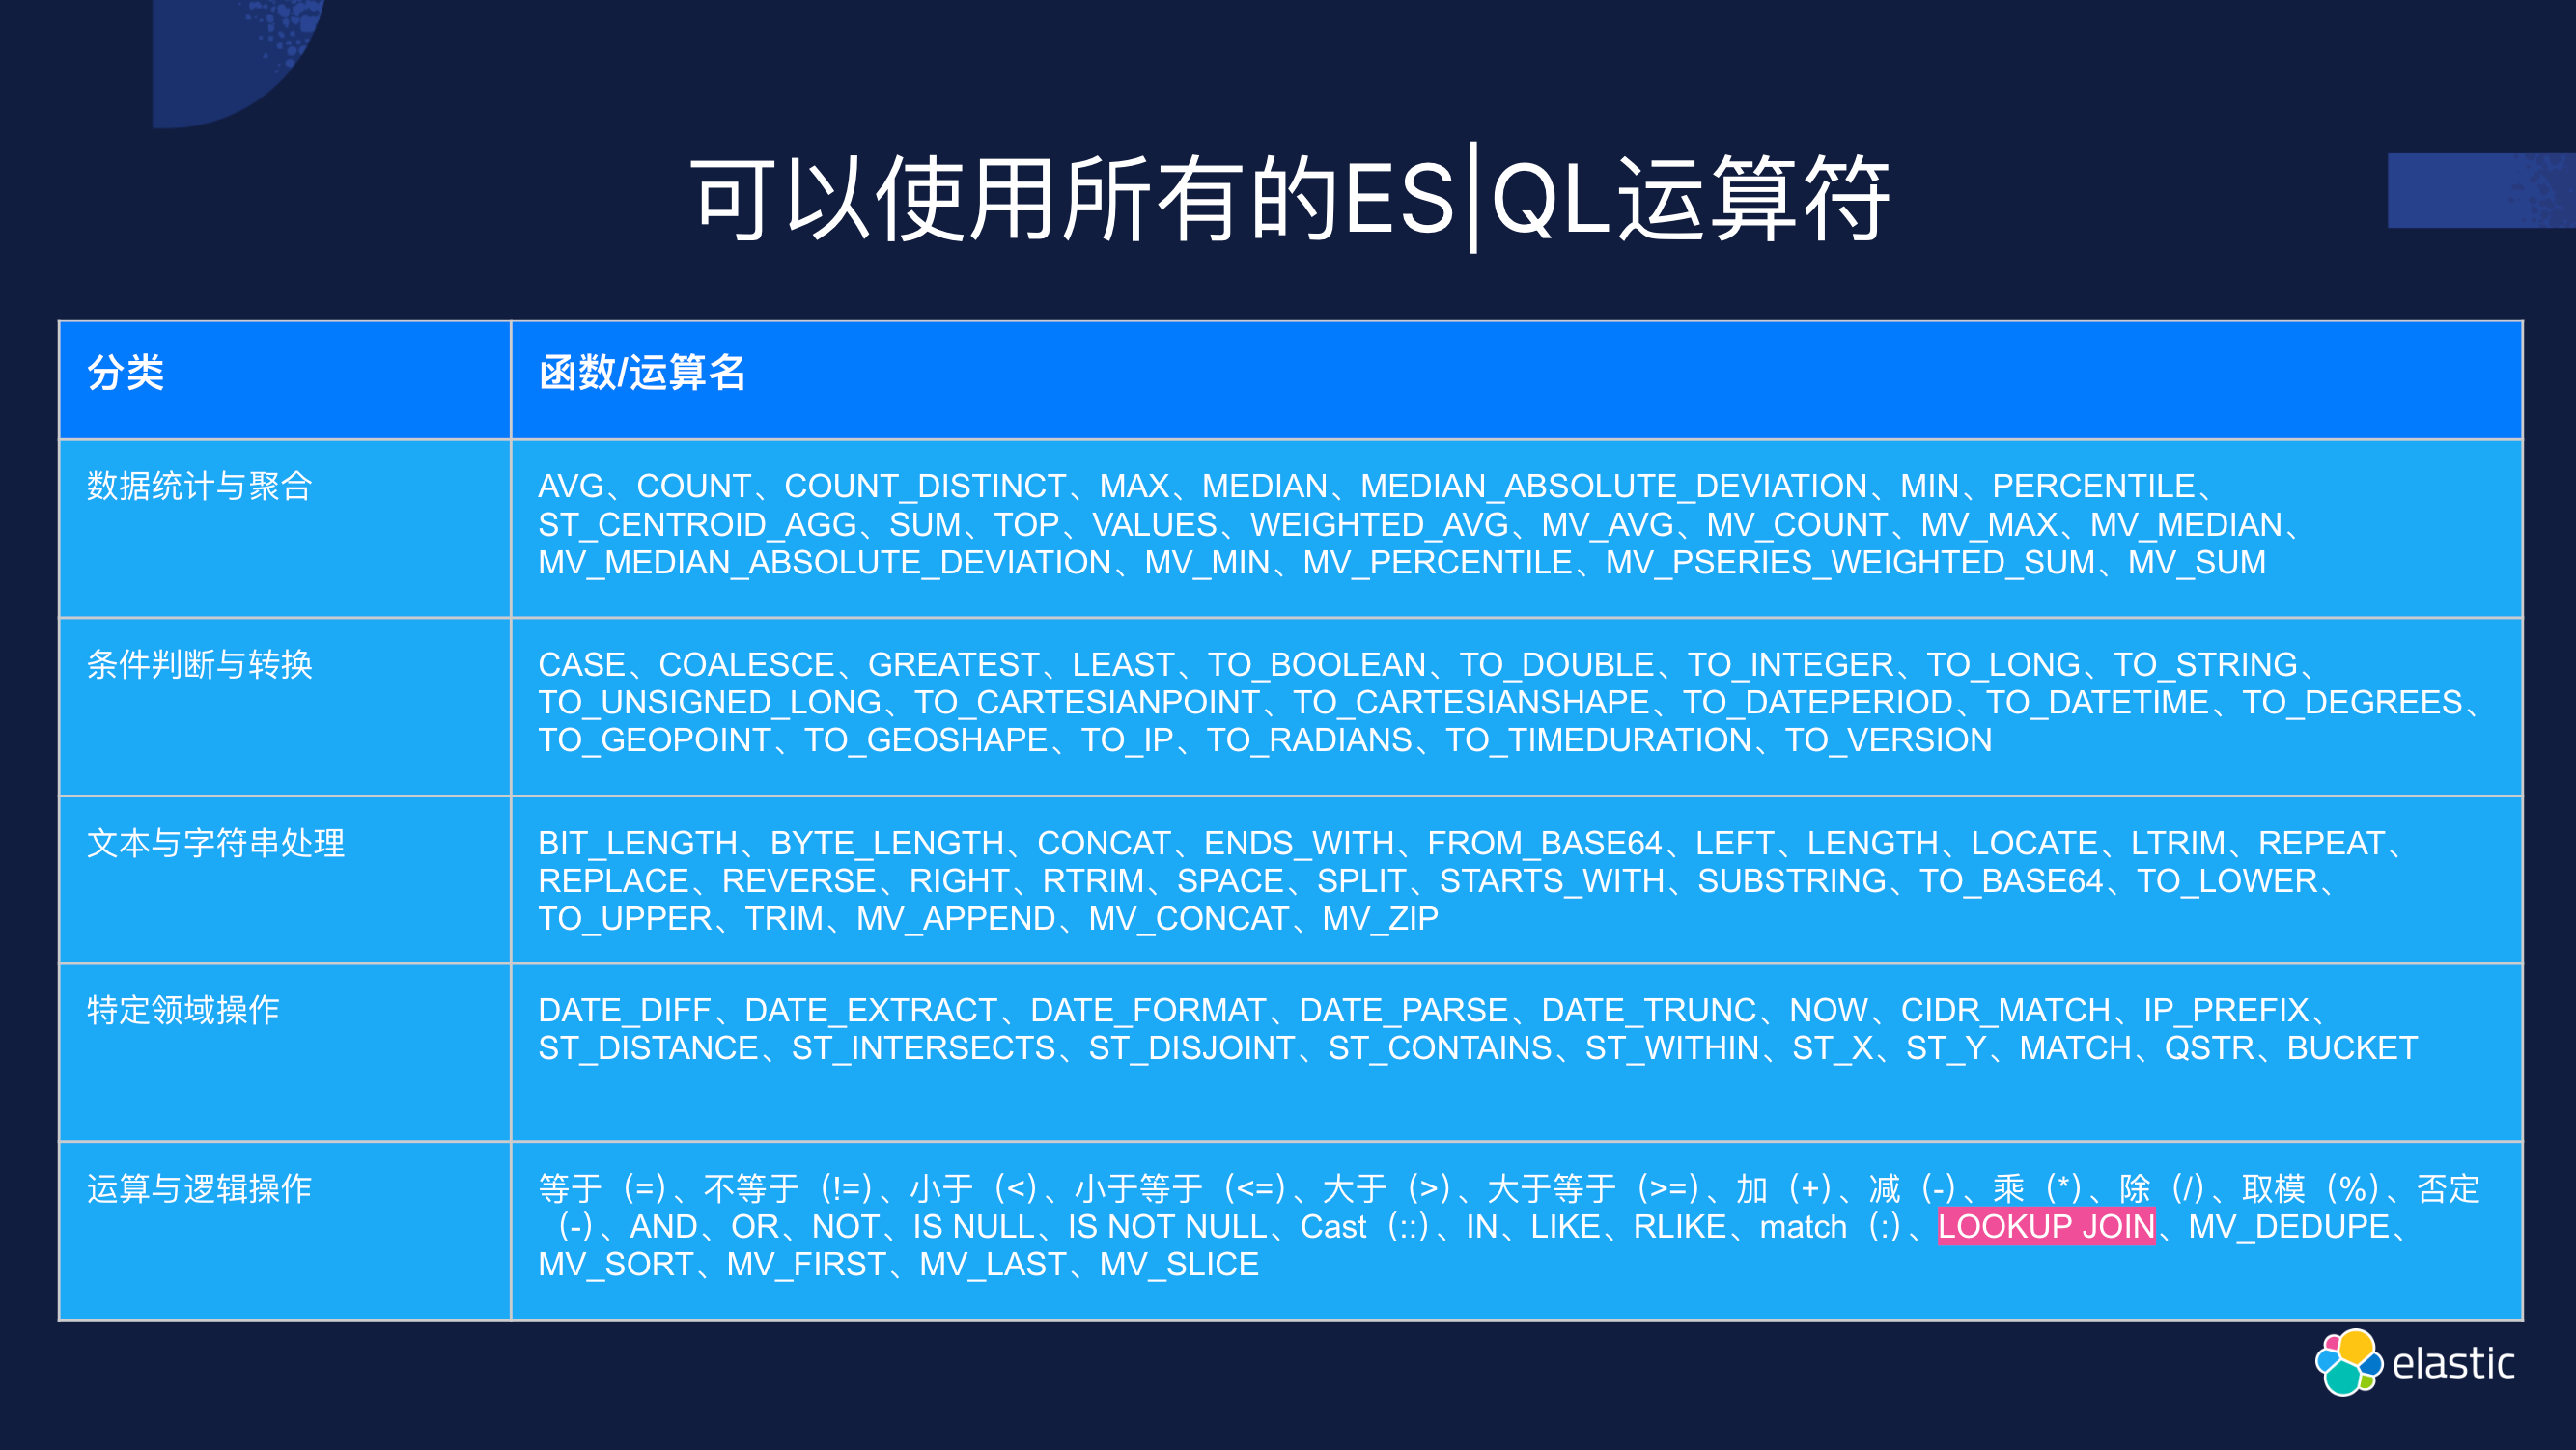 可以使用所有的ES|QL运算符
分类
函数/运算名
数据统计与聚合
AVG、COUNT、COUNT_DISTINCT、MAX、MEDIAN、MEDIAN_ABSOLUTE_DEVIATION、MIN、PERCENTILE、
ST_CENTROID_AGG、SUM、TOP、VALUES、WEIGHTED_AVG、MV_AVG、MV_COUNT、MV_MAX、MV_MEDIAN、
MV_MEDIAN_ABSOLUTE_DEVIATION、MV_MIN、MV_PERCENTILE、MV_PSERIES_WEIGHTED_SUM、MV_SUM
条件判断与转换
CASE、COALESCE、GREATEST、LEAST、TO_BOOLEAN、TO_DOUBLE、TO_INTEGER、TO_LONG、TO_STRING、
TO_UNSIGNED_LONG、TO_CARTESIANPOINT、TO_CARTESIANSHAPE、TO_DATEPERIOD、TO_DATETIME、TO_DEGREES、
TO_GEOPOINT、TO_GEOSHAPE、TO_IP、TO_RADIANS、TO_TIMEDURATION、TO_VERSION
文本与字符串处理
BIT_LENGTH、BYTE_LENGTH、CONCAT、ENDS_WITH、FROM_BASE64、LEFT、LENGTH、LOCATE、LTRIM、REPEAT、
REPLACE、REVERSE、RIGHT、RTRIM、SPACE、SPLIT、STARTS_WITH、SUBSTRING、TO_BASE64、TO_LOWER、
TO_UPPER、TRIM、MV_APPEND、MV_CONCAT、MV_ZIP
特定领域操作
DATE_DIFF、DATE_EXTRACT、DATE_FORMAT、DATE_PARSE、DATE_TRUNC、NOW、CIDR_MATCH、IP_PREFIX、
ST_DISTANCE、ST_INTERSECTS、ST_DISJOINT、ST_CONTAINS、ST_WITHIN、ST_X、ST_Y、MATCH、QSTR、BUCKET
运算与逻辑操作
等于（=）、不等于（!=）、小于（<）、小于等于（<=）、大于（>）、大于等于（>=）、加（+）、减（-）、乘（*）、除（/）、取模（%）、否定
（-）、AND、OR、NOT、IS NULL、IS NOT NULL、Cast（::）、IN、LIKE、RLIKE、match（:）、LOOKUP JOIN、MV_DEDUPE、
MV_SORT、MV_FIRST、MV_LAST、MV_SLICE
elastic